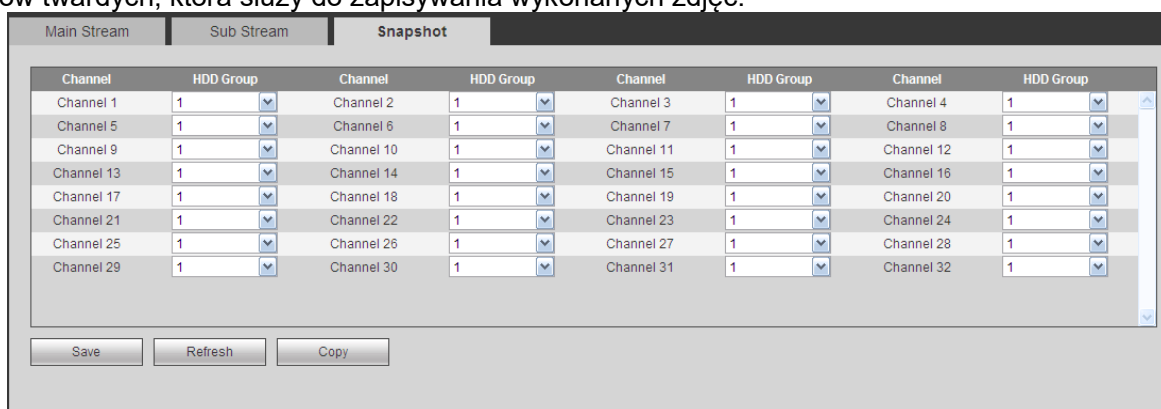 ów twardych, która służy do zapisywania wykonanych zdjęć.
Main Stream Sub Stream Snapshot
Channel HDD Group Channel HDD Group Channel HDD Group Channel HDD Group
Channel 1 1 Channel 2 1 Channel 3 1 Channel 4 1
Channel 5 1 Channel 6 1 Channel 7 1 Channel 8 1
Channel 9 1 Channel 10 1 Channel 11 1 Channel 12 1
Channel 13 1 Channel 14 1 Channel 15 1 Channel 16 1
Channel 17 1 Channel 18 1 Channel 19 1 Channel 20 1
Channel 21 1 Channel 22 1 Channel 23 1 Channel 24 1
Channel 25 1 Channel 26 1 Channel 27 1 Channel 28 1
Channel 29 1 Channel 30 1 Channel 31 1 Channel 32 1
Save Refresh Copy